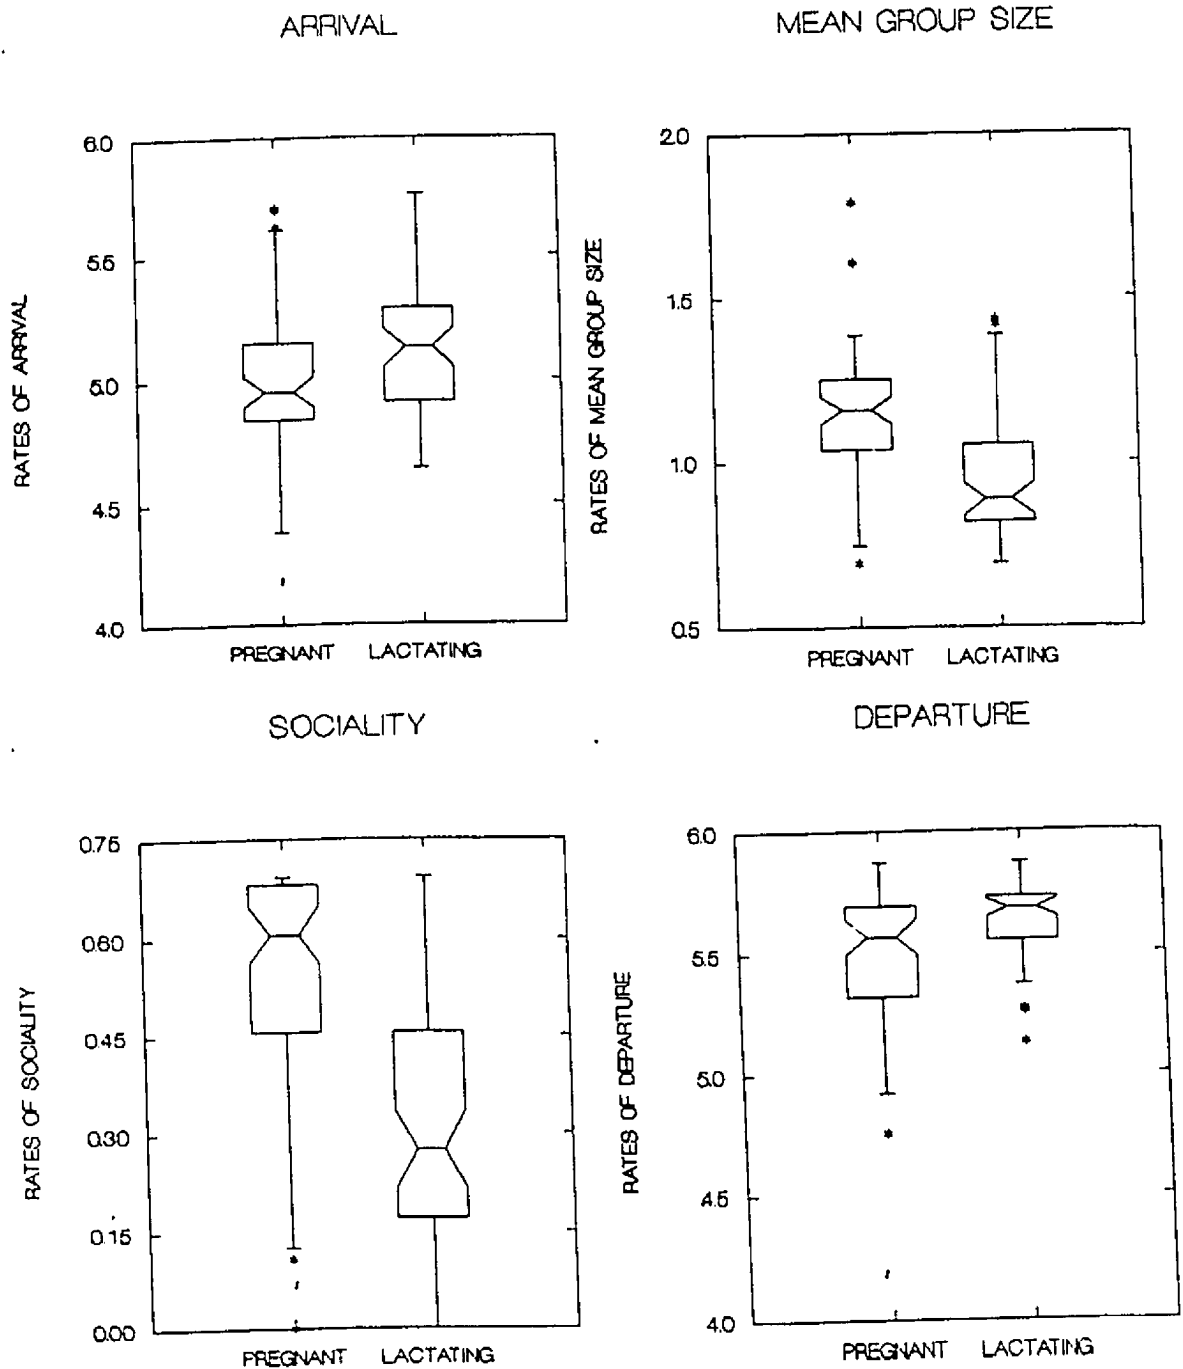 ARRIVAL
6.0
5.6
5.0
4.5
4.0
RATES OF ARRIVAL
PREGNANT LACTATING
MEAN GROUP SIZE
2.0
1.5
1.0
0.5
RATES OF MEAN GROUP SIZE
PREGNANT LACTATING
SOCIALITY
0.75
0.60
0.45
0.30
0.15
0.00
RATES OF SOCIALITY
PREGNANT LACTATING
DEPARTURE
6.0
5.5
5.0
4.5
4.0
RATES OF DEPARTURE
PREGNANT LACTATING